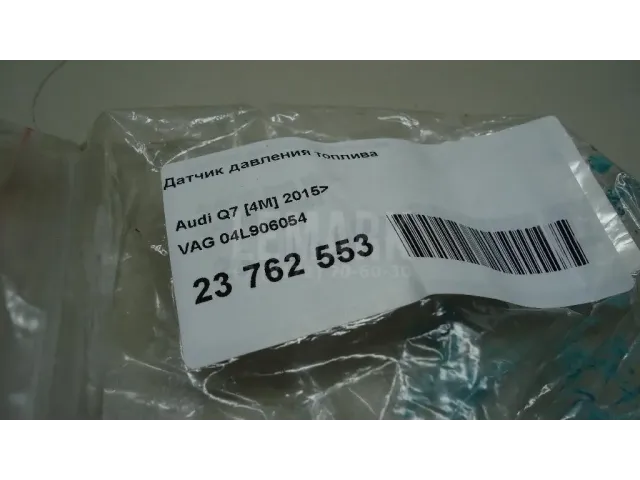 Датчик давления топлива
Audi Q7 [4M] 2015>
VAG 04L906054
23 762 553